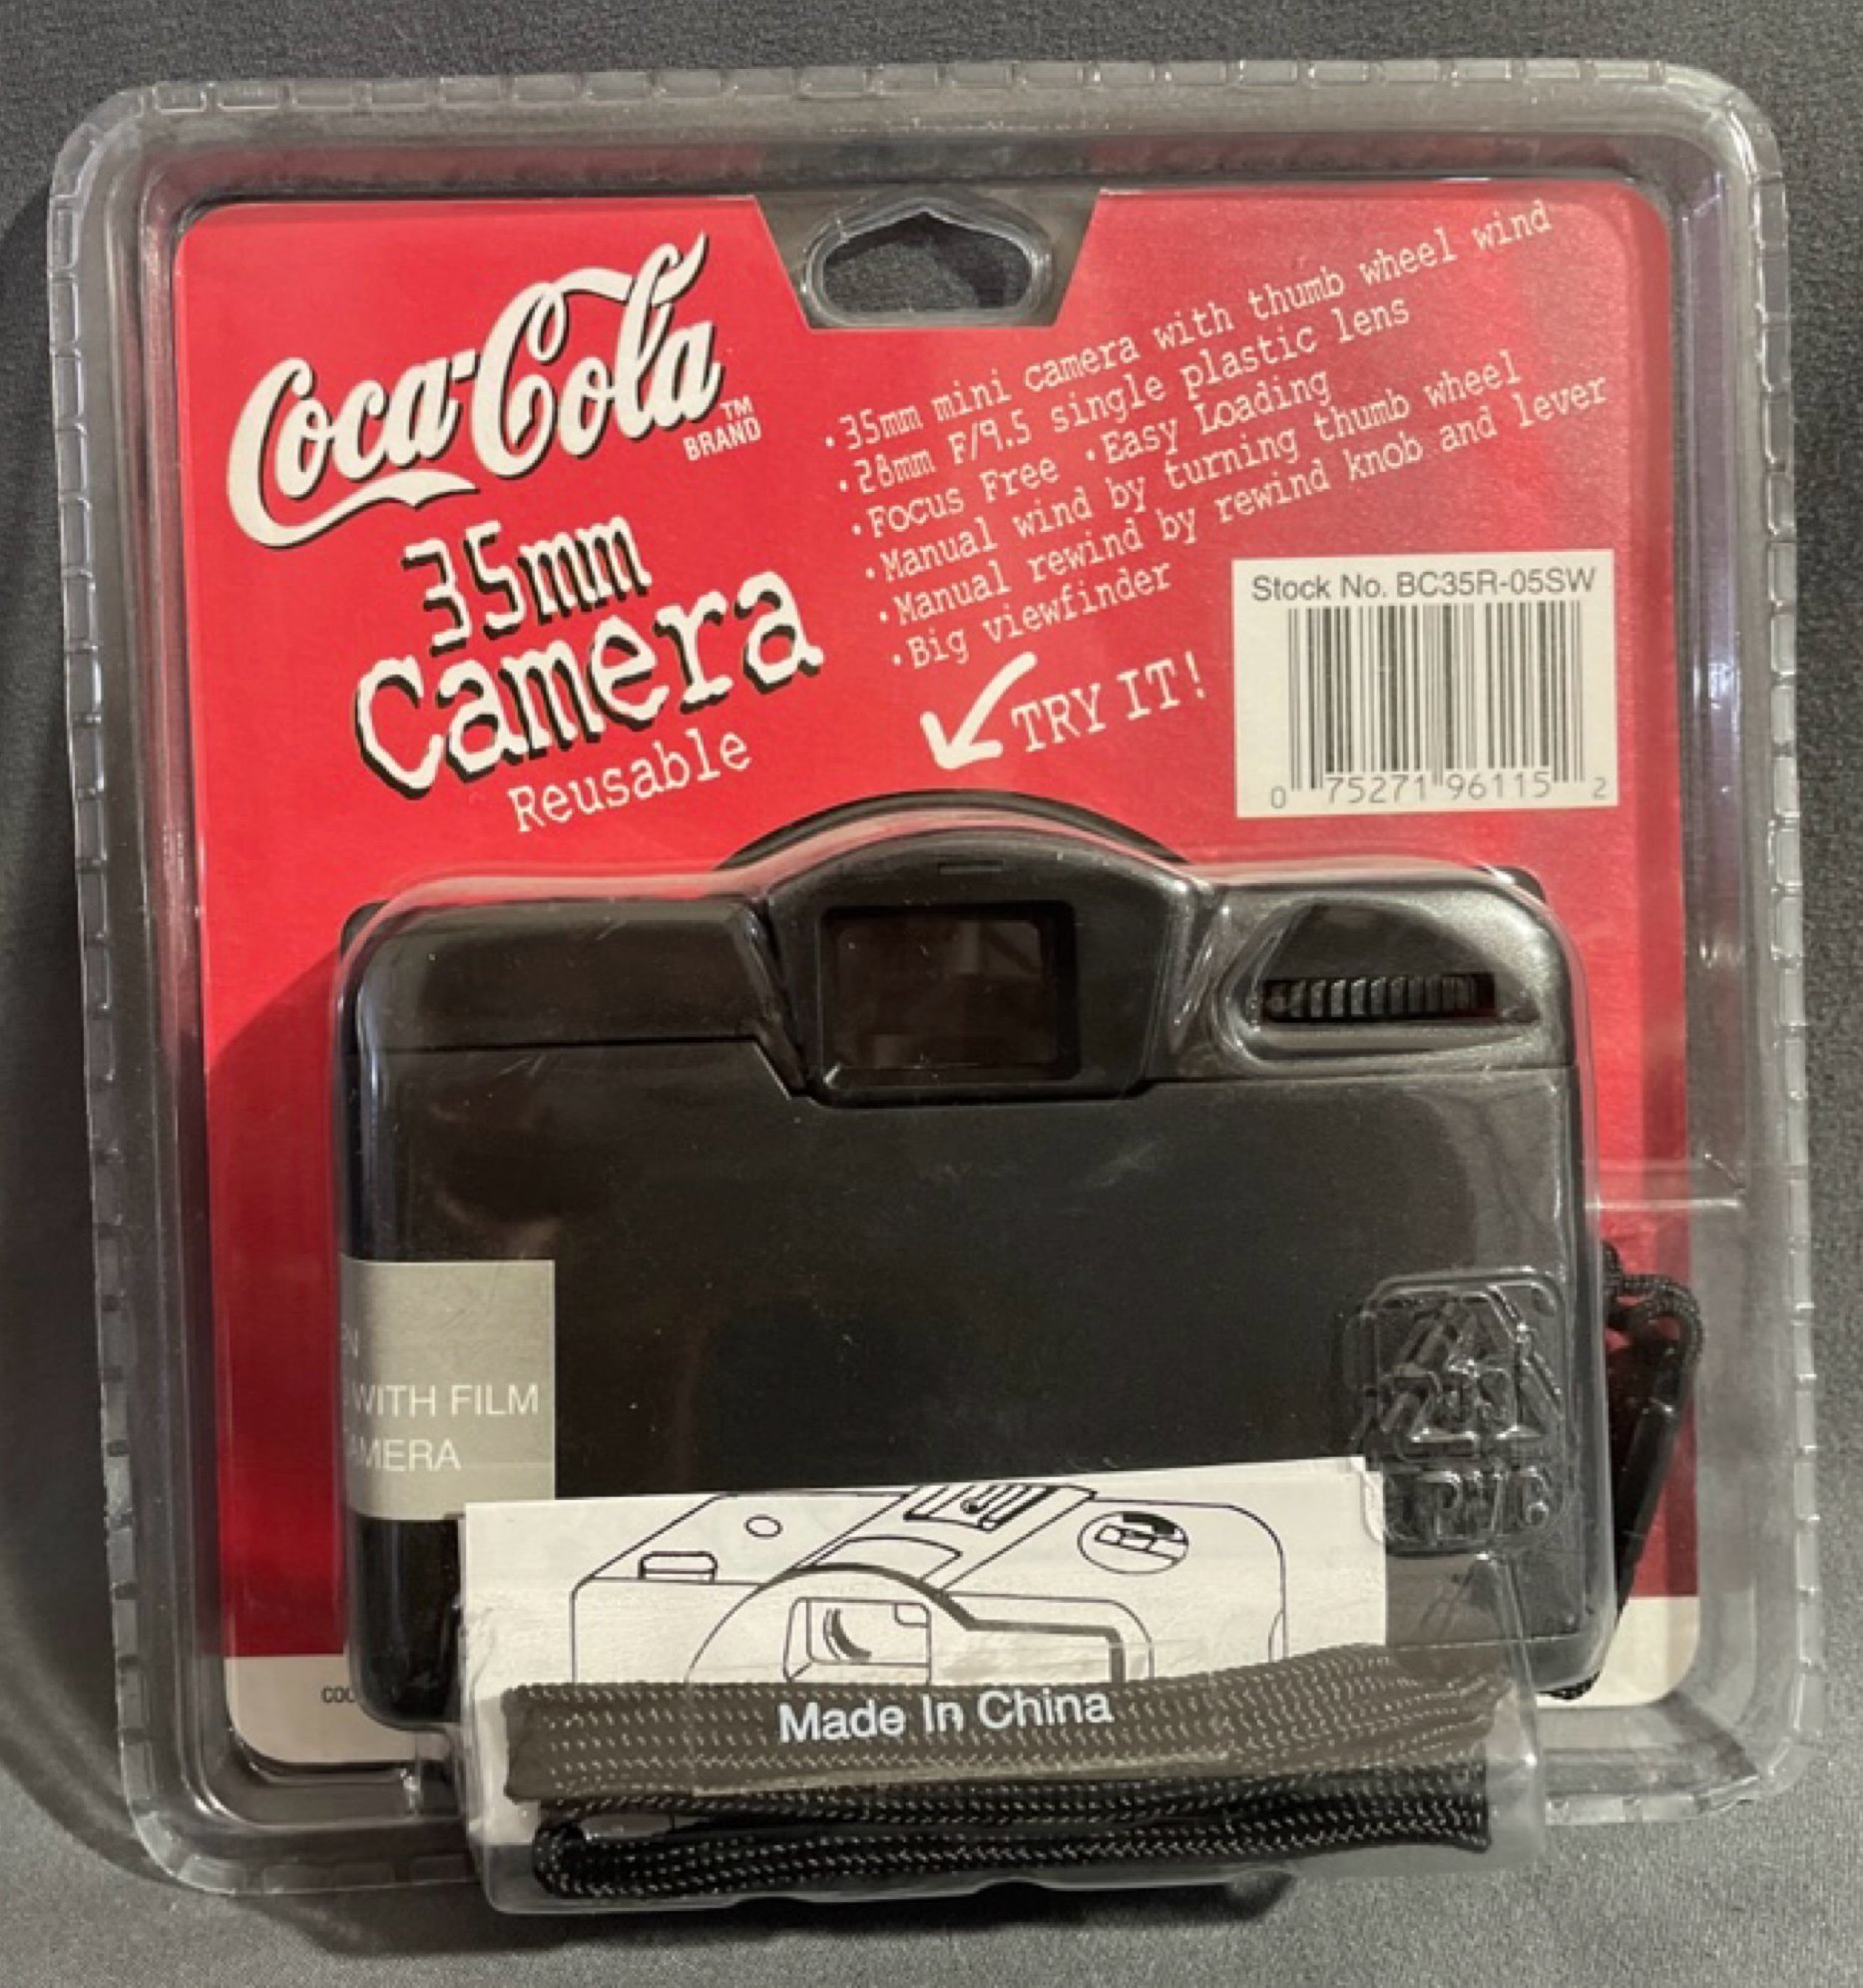 Coca-Cola
TM
BRAND
35mm
Camera
Reusable
•35mm mini camera with thumb wheel wind
•28mm F/9.5 single plastic lens
•Focus Free •Easy Loading
•Manual wind by turning thumb wheel
•Manual rewind by rewind knob and lever
•Big viewfinder
TRY IT!
Stock No. BC35R-05SW
0 75271 96115 2
WITH FILM
AMERA
COC
Made In China